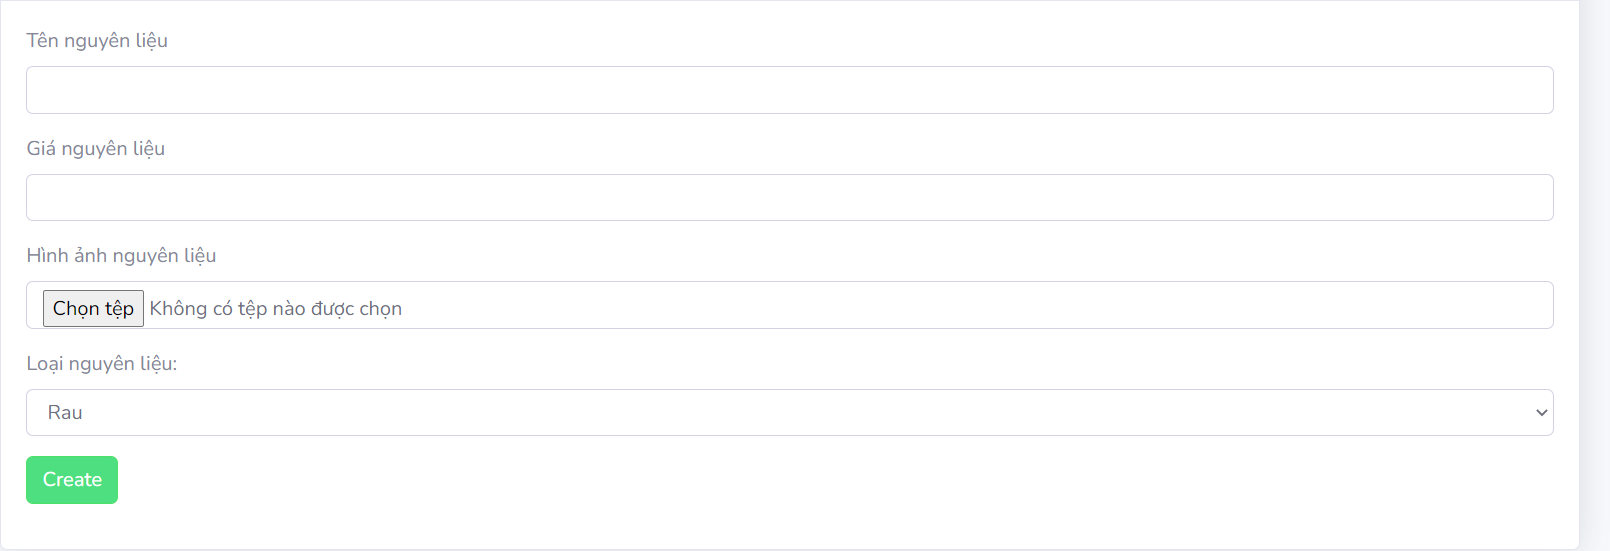 Tên nguyên liệu
Giá nguyên liệu
Hình ảnh nguyên liệu
Chọn tệp Không có tệp nào được chọn
Loại nguyên liệu:
Rau
Create